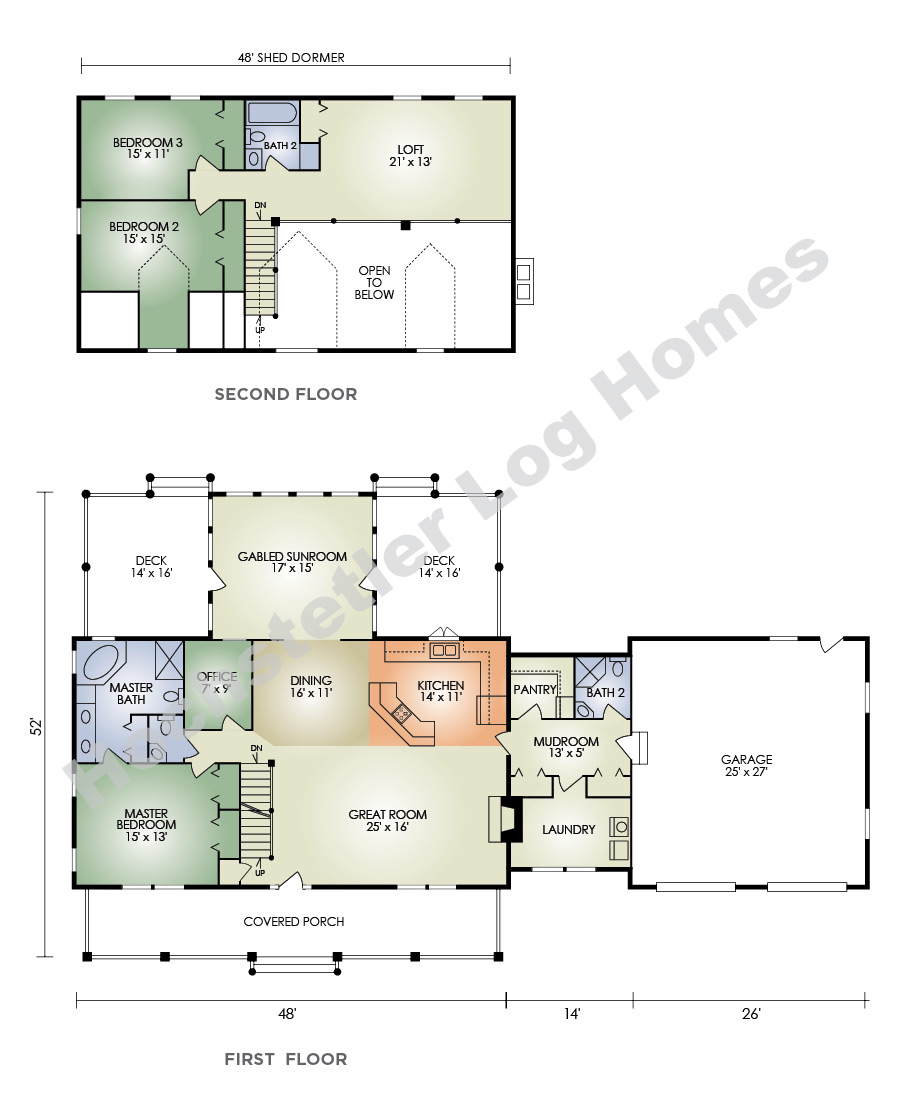 48' SHED DORMER
BEDROOM 3
15' x 11'
BATH 2
LOFT
21' x 13'
DN
BEDROOM 2
15' x 15'
OPEN
TO
BELOW
UP
SECOND FLOOR
Hochstetler Log Homes
DECK
14' x 16'
GABLED SUNROOM
17' x 15'
DECK
14' x 16'
52'
MASTER
BATH
OFFICE
7' x 9'
DINING
16' x 11'
KITCHEN
14' x 11'
PANTRY
BATH 2
DN
MUDROOM
13' x 5'
GARAGE
25' x 27'
MASTER
BEDROOM
15' x 13'
GREAT ROOM
25' x 16'
LAUNDRY
UP
COVERED PORCH
48'
14'
26'
FIRST FLOOR